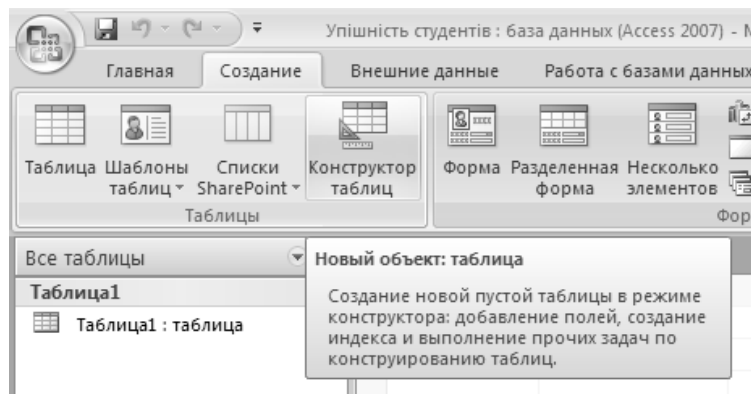 Упішність студентів : база данных (Access 2007) -
Главная Создание Внешние данные Работа с базами данных
Таблица Шаблоны таблиц Списки SharePoint Конструктор таблиц Форма Разделенная форма Несколько элементов
Таблицы
Фор
Все таблицы
Новый объект: таблица
Таблица1
Таблица1 : таблица
Создание новой пустой таблицы в режиме
конструктора: добавление полей, создание
индекса и выполнение прочих задач по
конструированию таблиц.